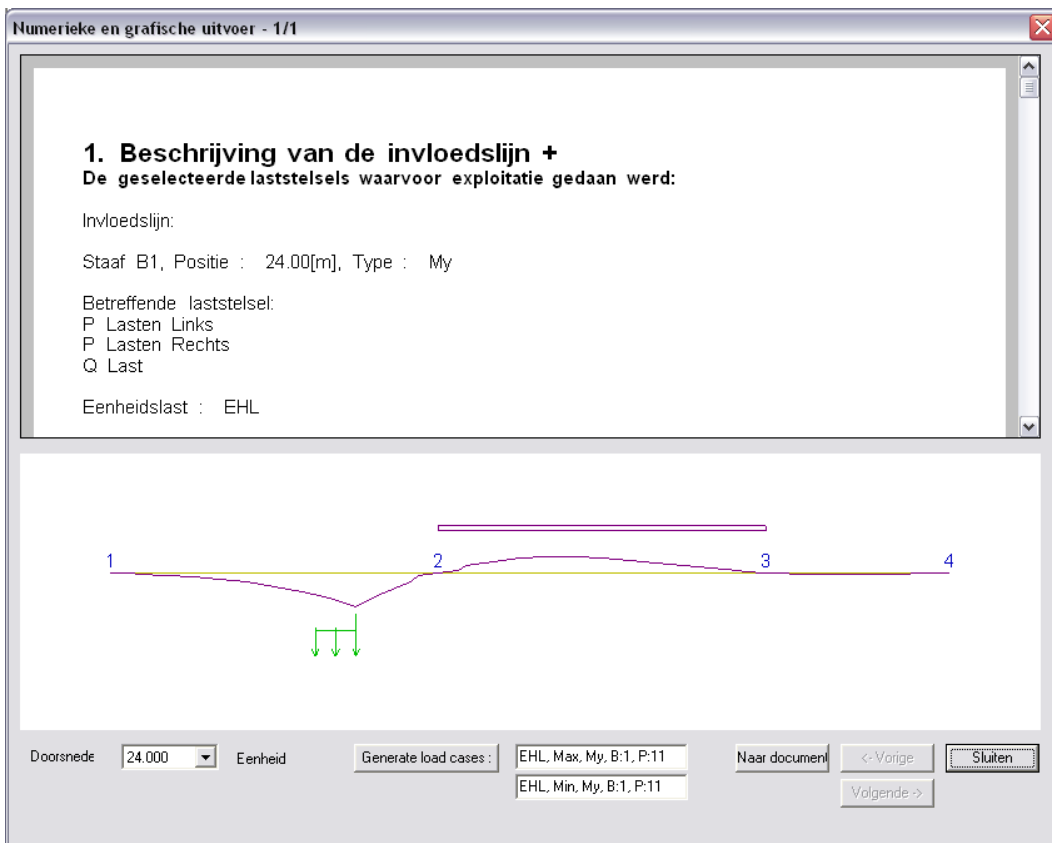 Numerieke en grafische uitvoer - 1/1
1. Beschrijving van de invloedslijn +
De geselecteerde laststelsels waarvoor exploitatie gedaan werd:
Invloedslijn:
Staaf B1, Positie : 24.00[m], Type : My
Betreffende laststelsel:
P Lasten Links
P Lasten Rechts
Q Last
Eenheidslast : EHL
1 2 3 4
Doorsnede 24.000 Eenheid Generate load cases : EHL, Max, My, B:1, P:11 Naar document <- Vorige Sluiten
EHL, Min, My, B:1, P:11 Volgende ->